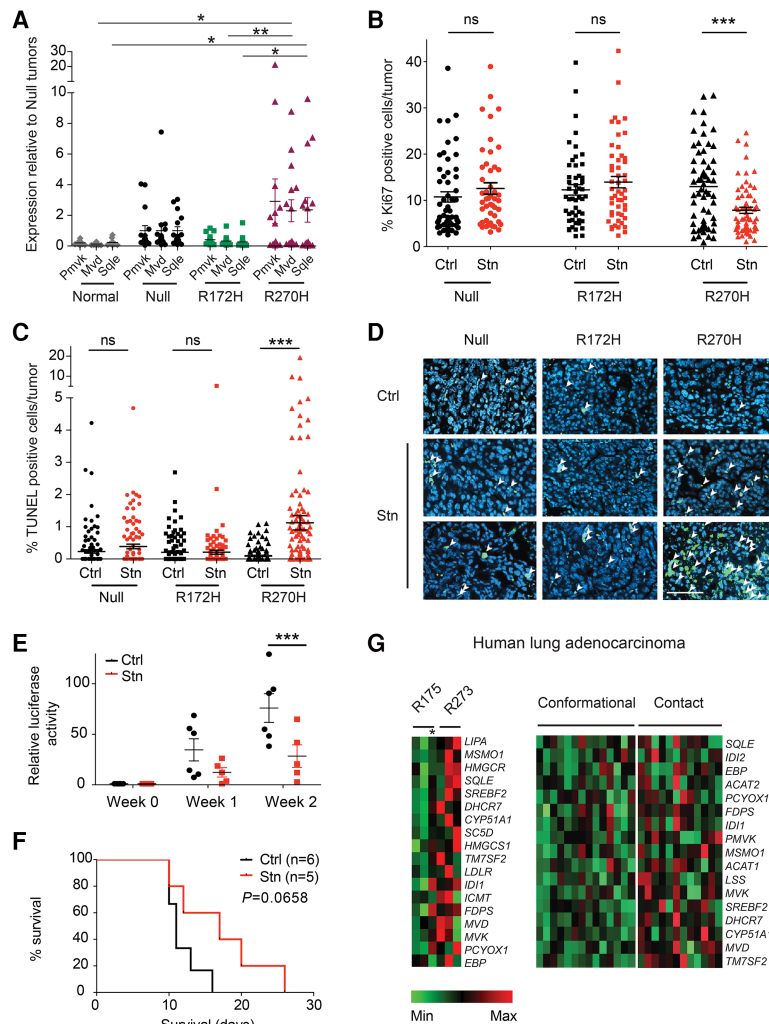 A
*
*
**
*
Expression relative to Null tumors
30
20
10
8
6
4
2
0
Pmvk Mvd Sqle Pmvk Mvd Sqle Pmvk Mvd Sqle Pmvk Mvd Sqle
Normal Null R172H R270H
B
ns ns ***
% Ki67 positive cells/tumor
40
30
20
10
0
Ctrl Stn Ctrl Stn Ctrl Stn
Null R172H R270H
C
ns ns ***
% TUNEL positive cells/tumor
20
10
5
4
3
2
1
0
Ctrl Stn Ctrl Stn Ctrl Stn
Null R172H R270H
D
Null R172H R270H
Ctrl
Stn
E
Ctrl
Stn
***
Relative luciferase
activity
100
50
0
Week 0 Week 1 Week 2
F
Ctrl (n=6)
Stn (n=5)
P=0.0658
% survival
100
80
60
40
20
0
0 10 20 30
Survival (days)
G
Human lung adenocarcinoma
R175 R273
*
LIPA
MSMO1
HMGCR
SQLE
SREBF2
DHCR7
CYP51A1
SC5D
HMGCS1
TM7SF2
LDLR
IDI1
ICMT
FDPS
MVD
MVK
PCYOX1
EBP
Conformational Contact
SQLE
IDI2
EBP
ACAT2
PCYOX1
FDPS
IDI1
PMVK
MSMO1
ACAT1
LSS
MVK
SREBF2
DHCR7
CYP51A1
MVD
TM7SF2
Min Max